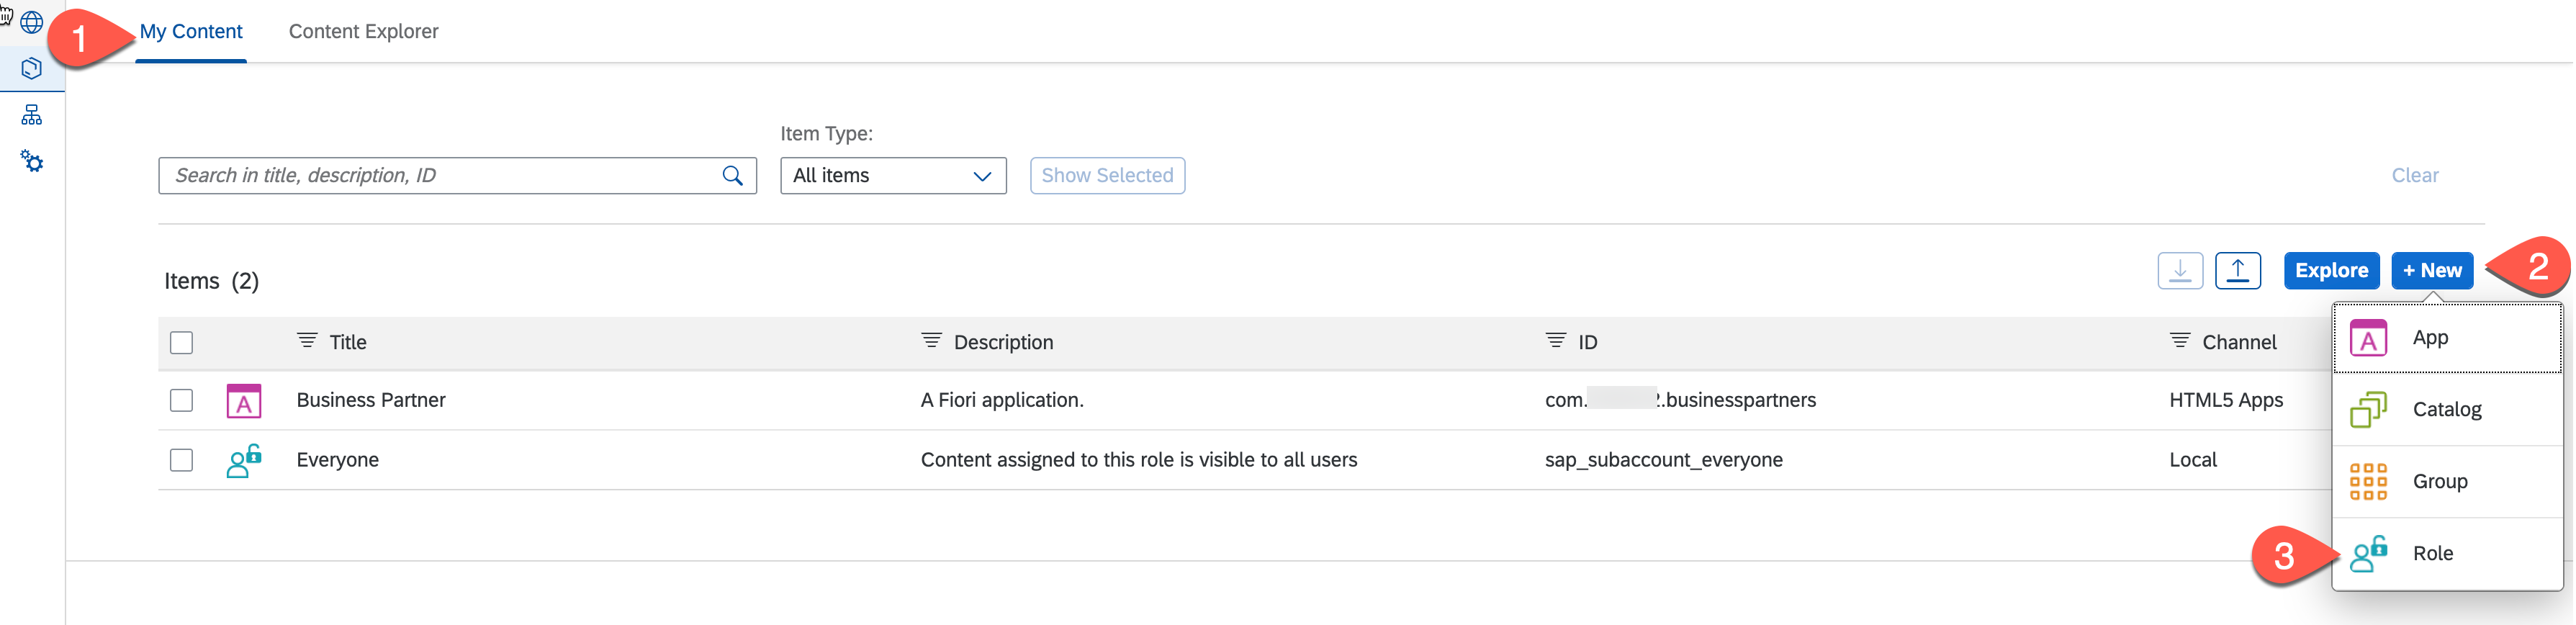 1
My Content
Content Explorer
Item Type:
Search in title, description, ID
All items
Show Selected
Clear
Items (2)
Explore
+ New
2
Title
Description
ID
Channel
A
Business Partner
A Fiori application.
com. .businesspartners
HTML5 Apps
Everyone
Content assigned to this role is visible to all users
sap_subaccount_everyone
Local
A
App
Catalog
Group
3
Role